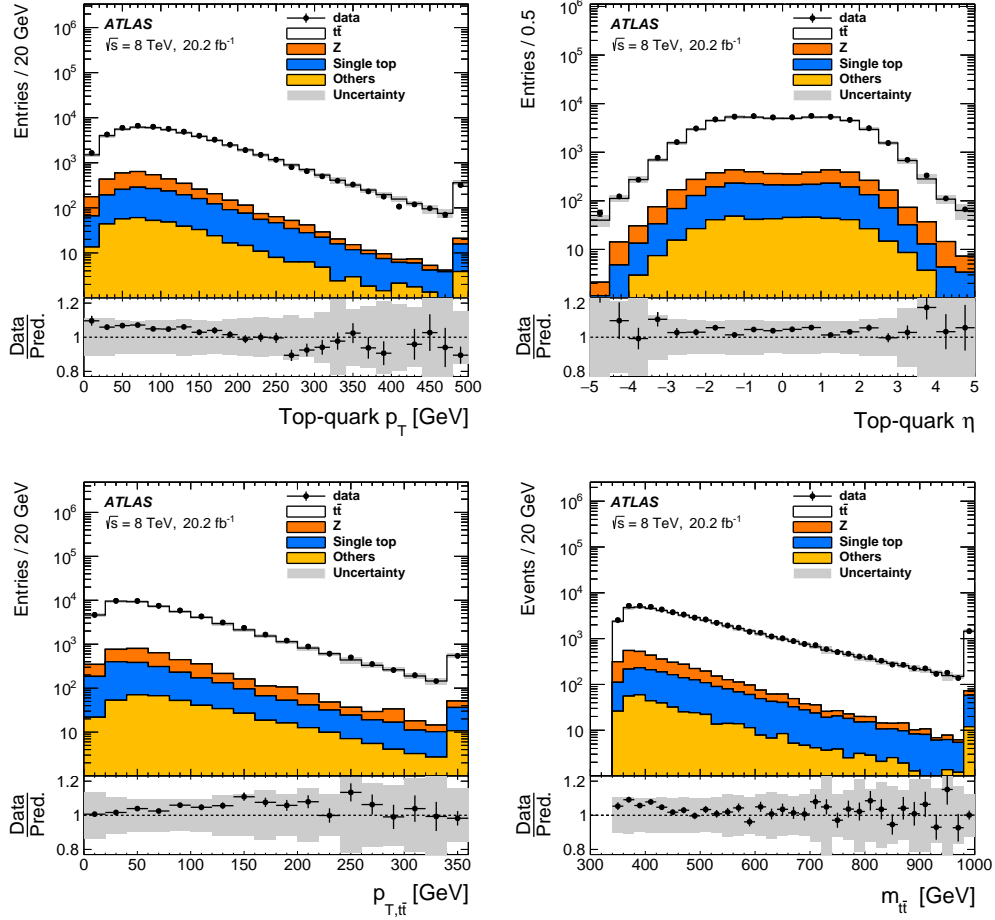 ATLAS
√s = 8 TeV, 20.2 fb⁻¹
data
tt̄
Z
Single top
Others
Uncertainty
Entries / 20 GeV
10⁶
10⁵
10⁴
10³
10²
10
Data
Pred.
1.2
1
0.8
0 50 100 150 200 250 300 350 400 450 500
Top-quark p_T [GeV]
ATLAS
√s = 8 TeV, 20.2 fb⁻¹
data
tt̄
Z
Single top
Others
Uncertainty
Entries / 0.5
10⁶
10⁵
10⁴
10³
10²
10
Data
Pred.
1.2
1
0.8
−5 −4 −3 −2 −1 0 1 2 3 4 5
Top-quark η
ATLAS
√s = 8 TeV, 20.2 fb⁻¹
data
tt̄
Z
Single top
Others
Uncertainty
Entries / 20 GeV
10⁶
10⁵
10⁴
10³
10²
10
Data
Pred.
1.2
1
0.8
0 50 100 150 200 250 300 350
p_T,tt̄ [GeV]
ATLAS
√s = 8 TeV, 20.2 fb⁻¹
data
tt̄
Z
Single top
Others
Uncertainty
Events / 20 GeV
10⁶
10⁵
10⁴
10³
10²
10
Data
Pred.
1.2
1
0.8
300 400 500 600 700 800 900 1000
m_tt̄ [GeV]